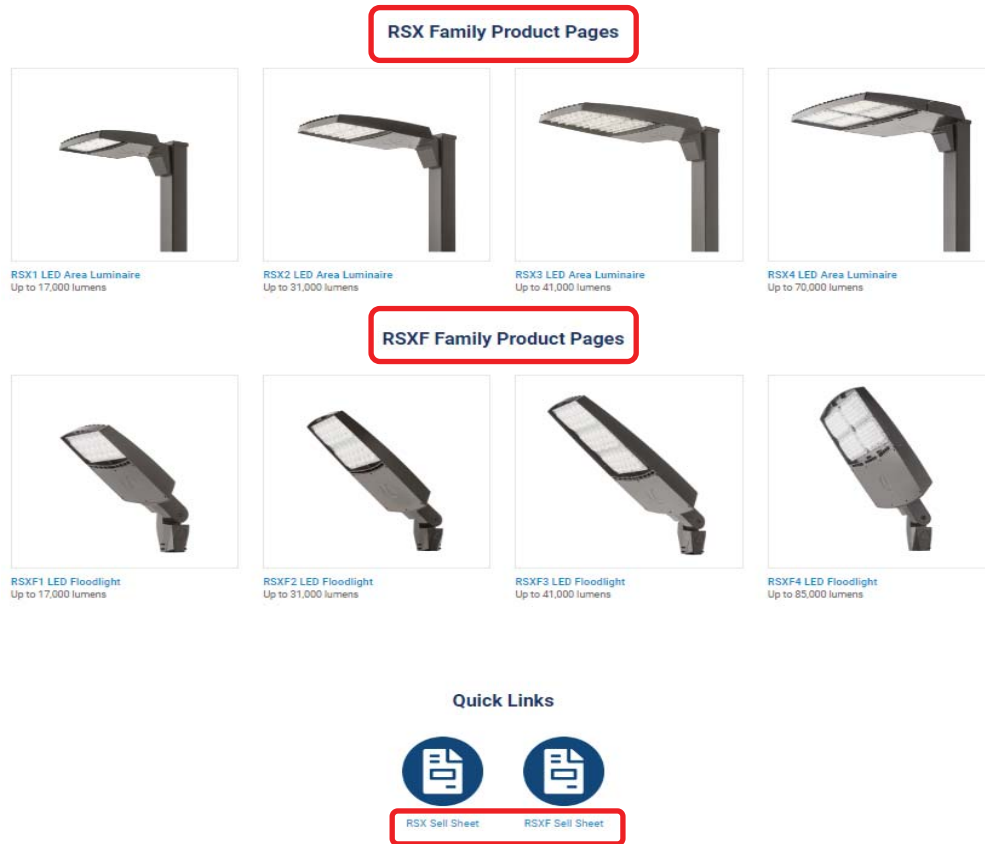 RSX Family Product Pages
RSX1 LED Area Luminaire
Up to 17,000 lumens
RSX2 LED Area Luminaire
Up to 31,000 lumens
RSX3 LED Area Luminaire
Up to 41,000 lumens
RSX4 LED Area Luminaire
Up to 70,000 lumens
RSXF Family Product Pages
RSXF1 LED Floodlight
Up to 17,000 lumens
RSXF2 LED Floodlight
Up to 31,000 lumens
RSXF3 LED Floodlight
Up to 41,000 lumens
RSXF4 LED Floodlight
Up to 85,000 lumens
Quick Links
RSX Sell Sheet
RSXF Sell Sheet